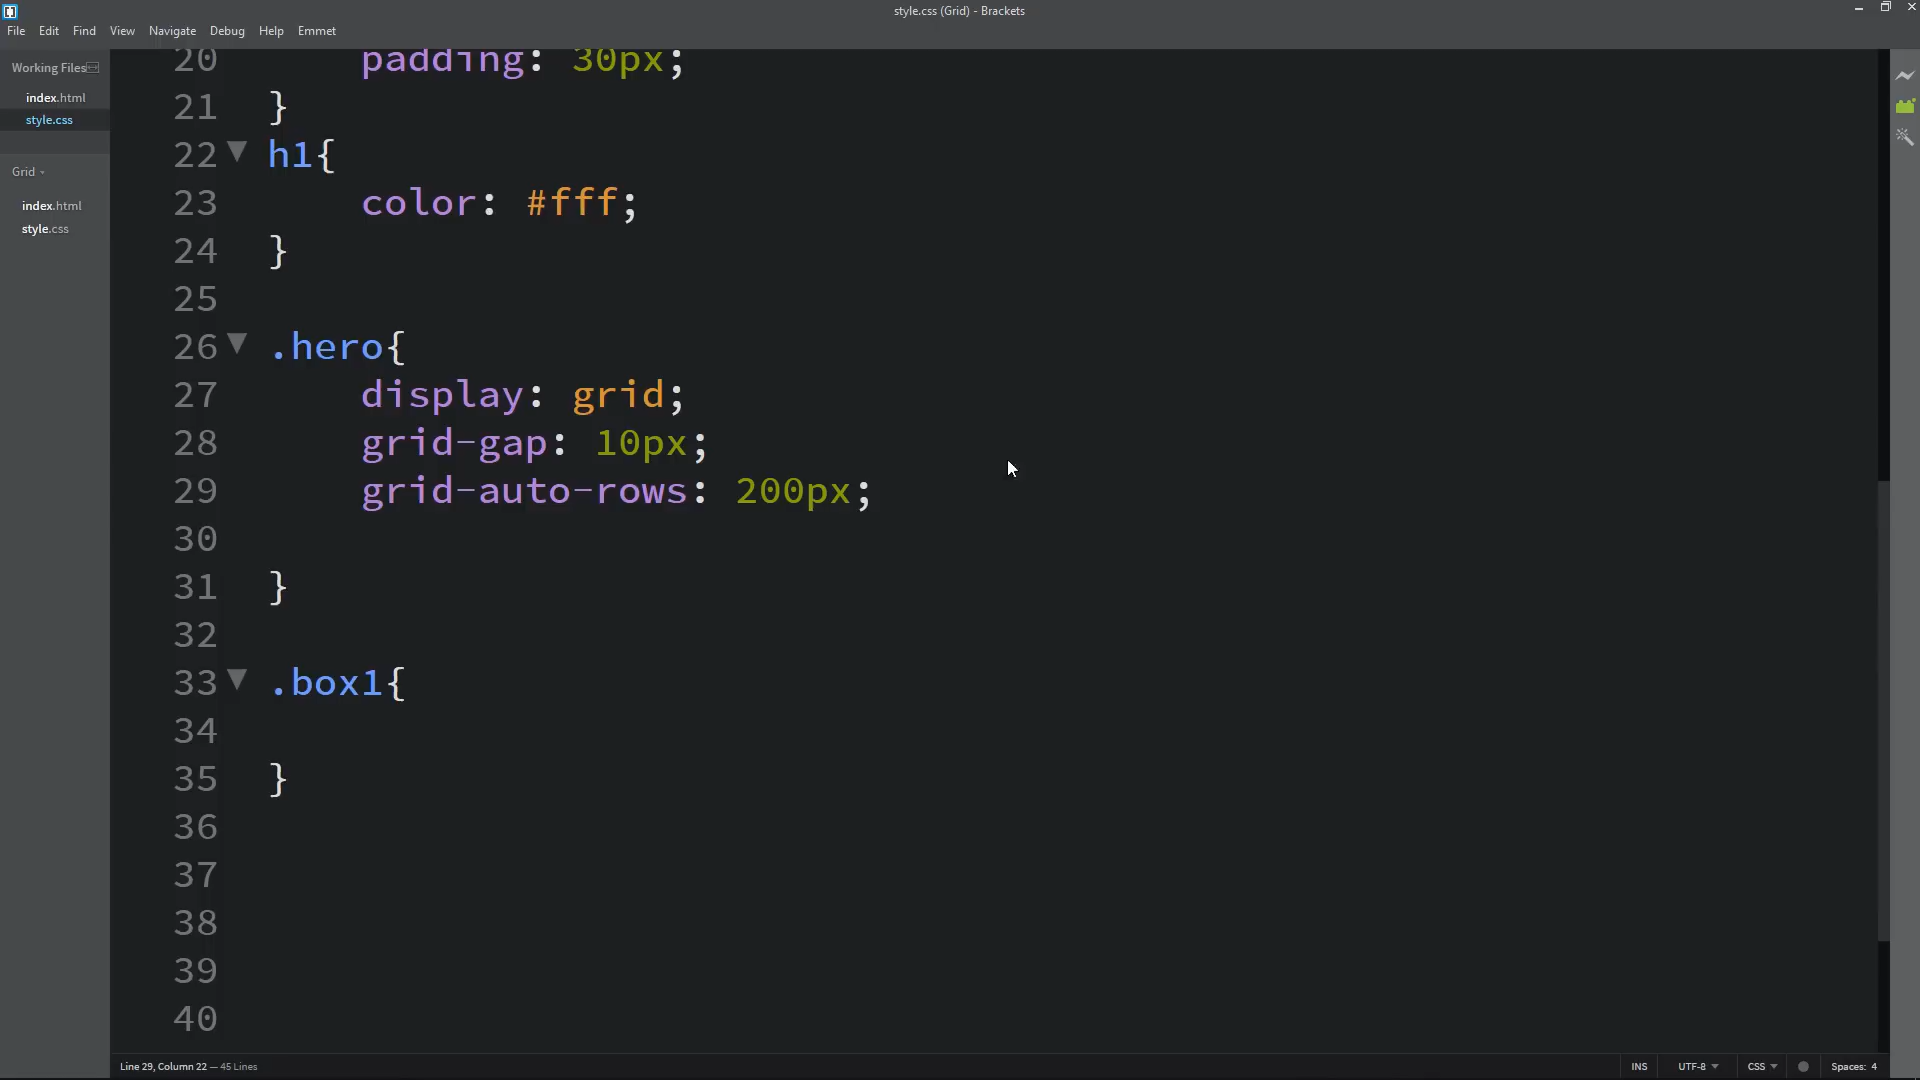 style.css (Grid) - Brackets
File Edit Find View Navigate Debug Help Emmet
Working Files
index.html
style.css
Grid
index.html
style.css
20 padding: 30px;
21 }
22 h1{
23 color: #fff;
24 }
25
26 .hero{
27 display: grid;
28 grid-gap: 10px;
29 grid-auto-rows: 200px;
30
31 }
32
33 .box1{
34
35 }
36
37
38
39
40
Line 29, Column 22 — 45 Lines INS UTF-8 CSS Spaces: 4